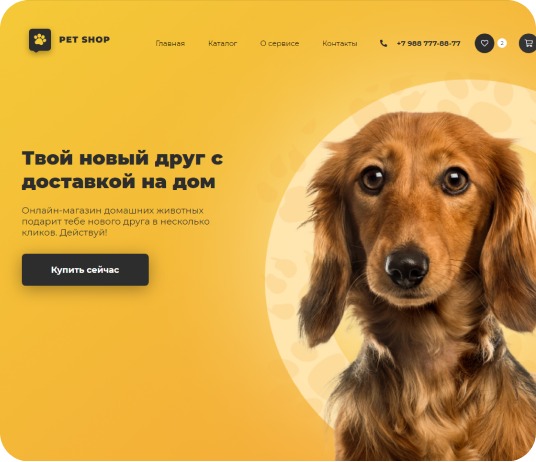 PET SHOP
Главная Каталог О сервисе Контакты +7 988 777-88-77 2
Твой новый друг с
доставкой на дом
Онлайн-магазин домашних животных
подарит тебе нового друга в несколько
кликов. Действуй!
Купить сейчас